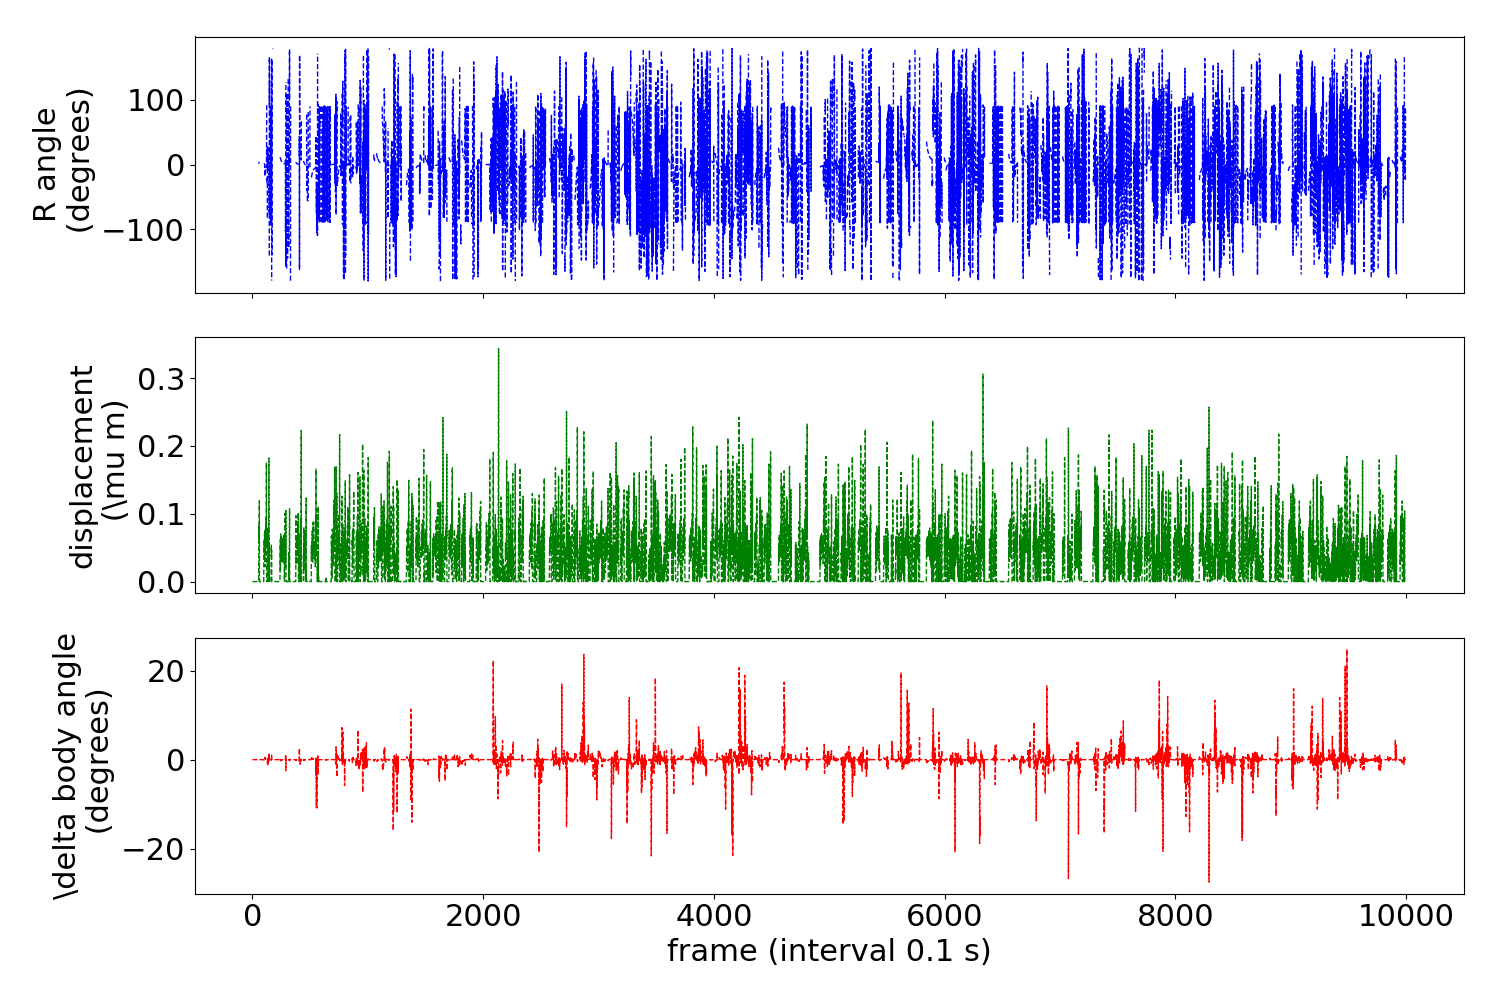 R angle
(degrees)
100
0
−100
displacement
(\mu m)
0.3
0.2
0.1
0.0
\delta body angle
(degrees)
20
0
−20
0 2000 4000 6000 8000 10000
frame (interval 0.1 s)